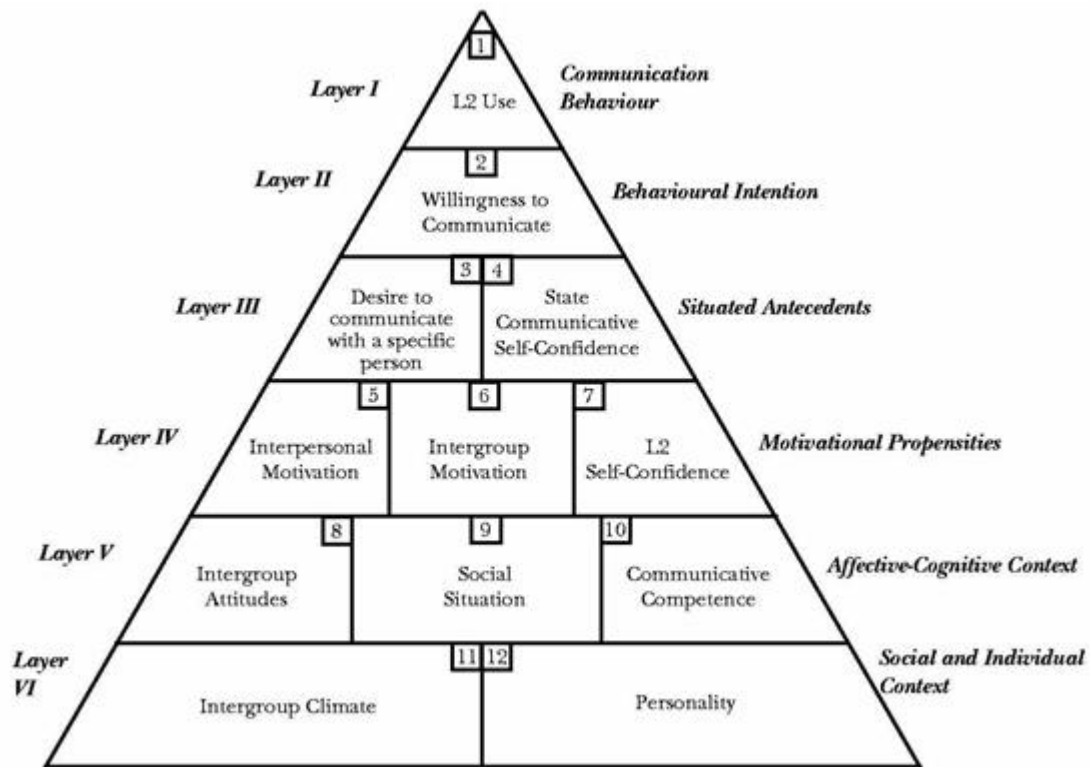 1
Layer I
L2 Use
Communication
Behaviour
2
Layer II
Willingness to
Communicate
Behavioural Intention
3
4
Layer III
Desire to
communicate
with a specific
person
State
Communicative
Self-Confidence
Situated Antecedents
5
6
7
Layer IV
Interpersonal
Motivation
Intergroup
Motivation
L2
Self-Confidence
Motivational Propensities
8
9
10
Layer V
Intergroup
Attitudes
Social
Situation
Communicative
Competence
Affective-Cognitive Context
11
12
Layer
VI
Intergroup Climate
Personality
Social and Individual
Context